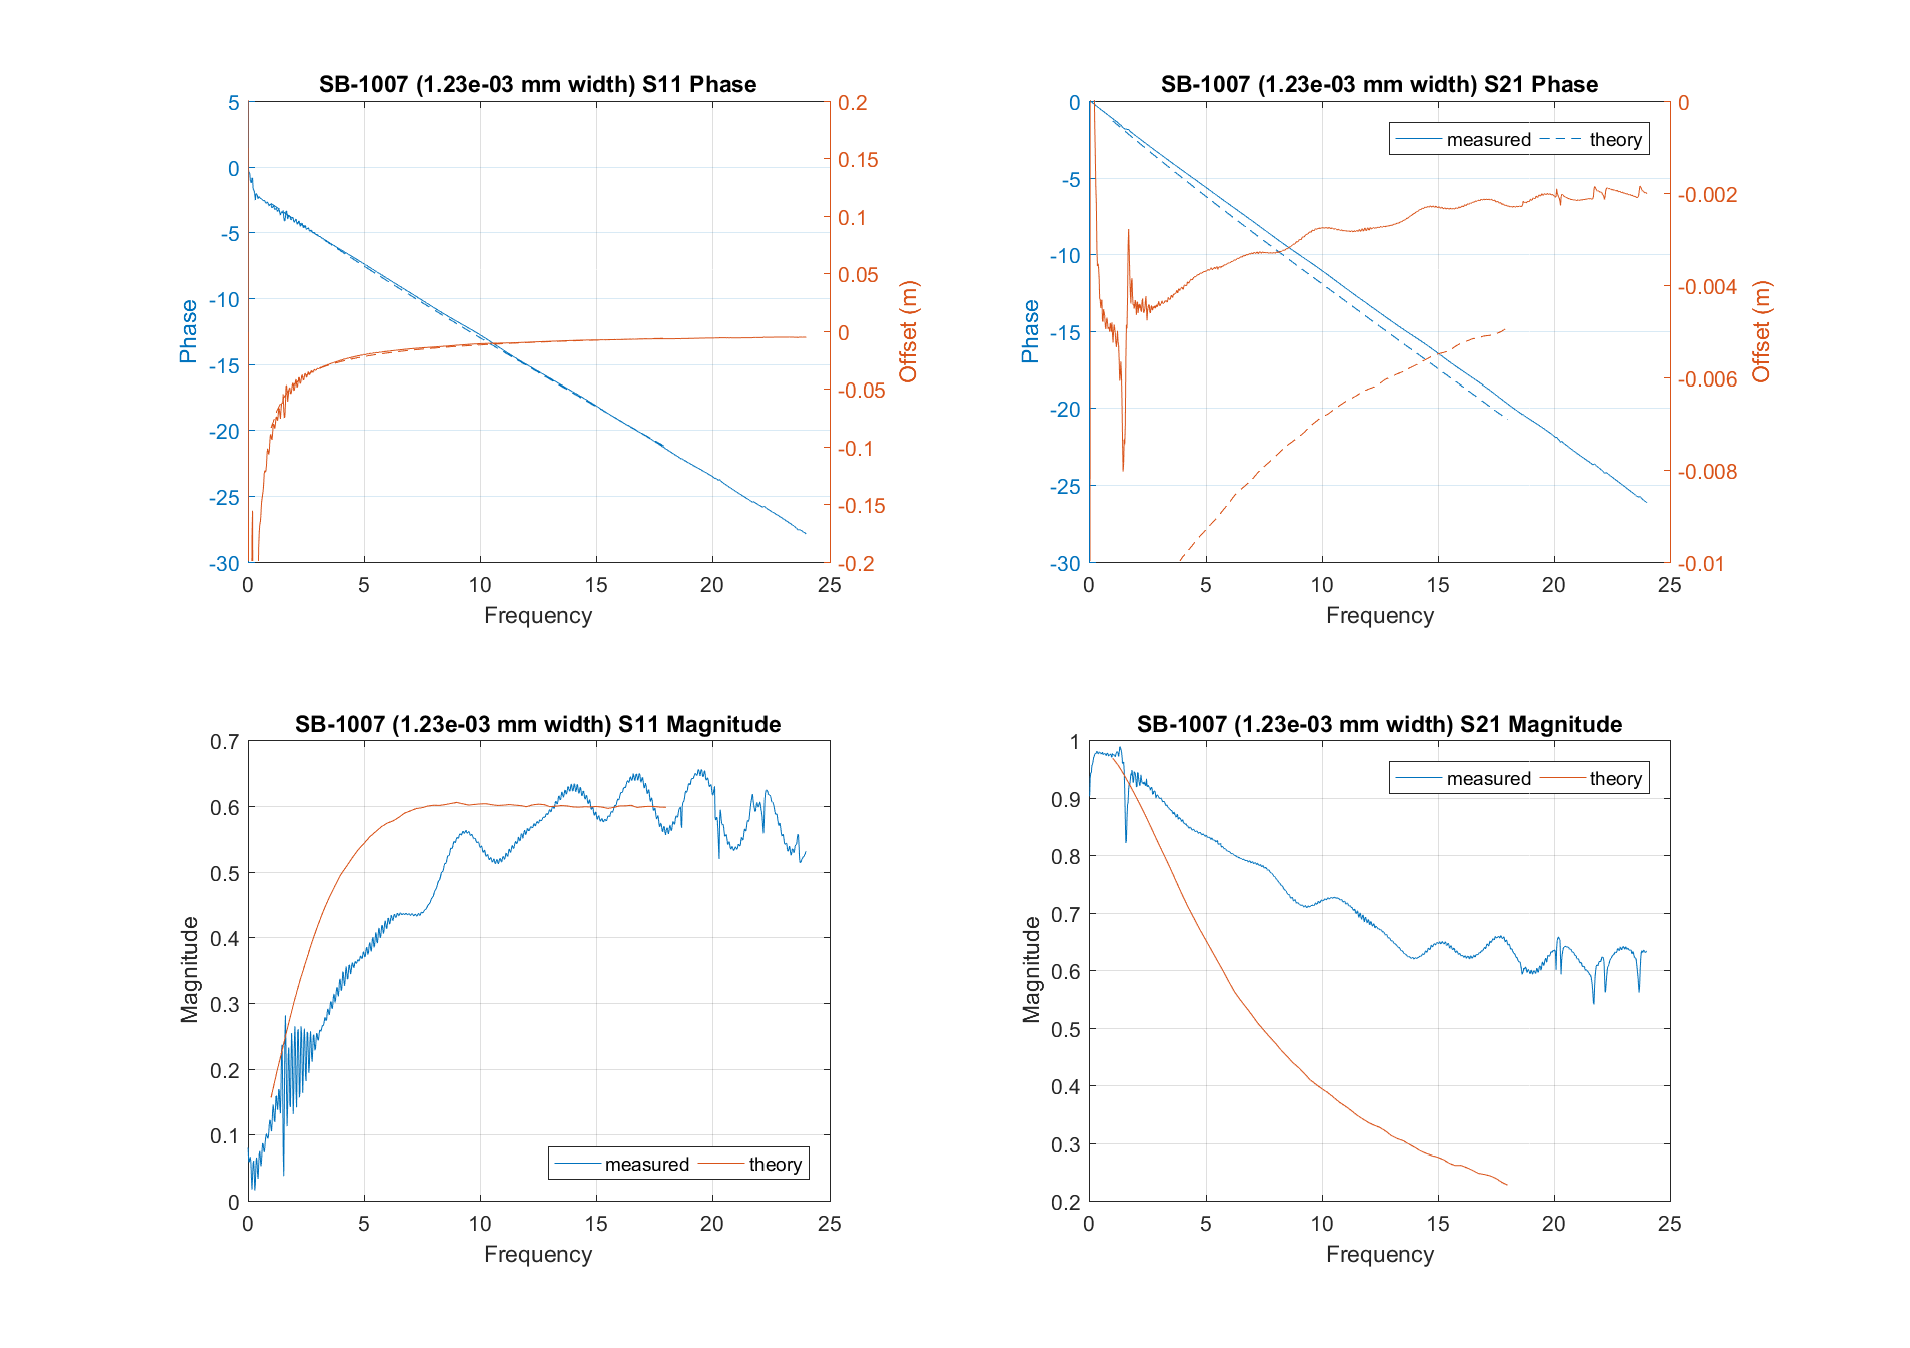 SB-1007 (1.23e-03 mm width) S11 Phase
5
0
-5
-10
-15
-20
-25
-30
Phase
0.2
0.15
0.1
0.05
0
-0.05
-0.1
-0.15
-0.2
Offset (m)
0 5 10 15 20 25
Frequency
SB-1007 (1.23e-03 mm width) S21 Phase
measured theory
0
-5
-10
-15
-20
-25
-30
Phase
0
-0.002
-0.004
-0.006
-0.008
-0.01
Offset (m)
0 5 10 15 20 25
Frequency
SB-1007 (1.23e-03 mm width) S11 Magnitude
0.7
0.6
0.5
0.4
0.3
0.2
0.1
0
Magnitude
measured theory
0 5 10 15 20 25
Frequency
SB-1007 (1.23e-03 mm width) S21 Magnitude
measured theory
1
0.9
0.8
0.7
0.6
0.5
0.4
0.3
0.2
Magnitude
0 5 10 15 20 25
Frequency